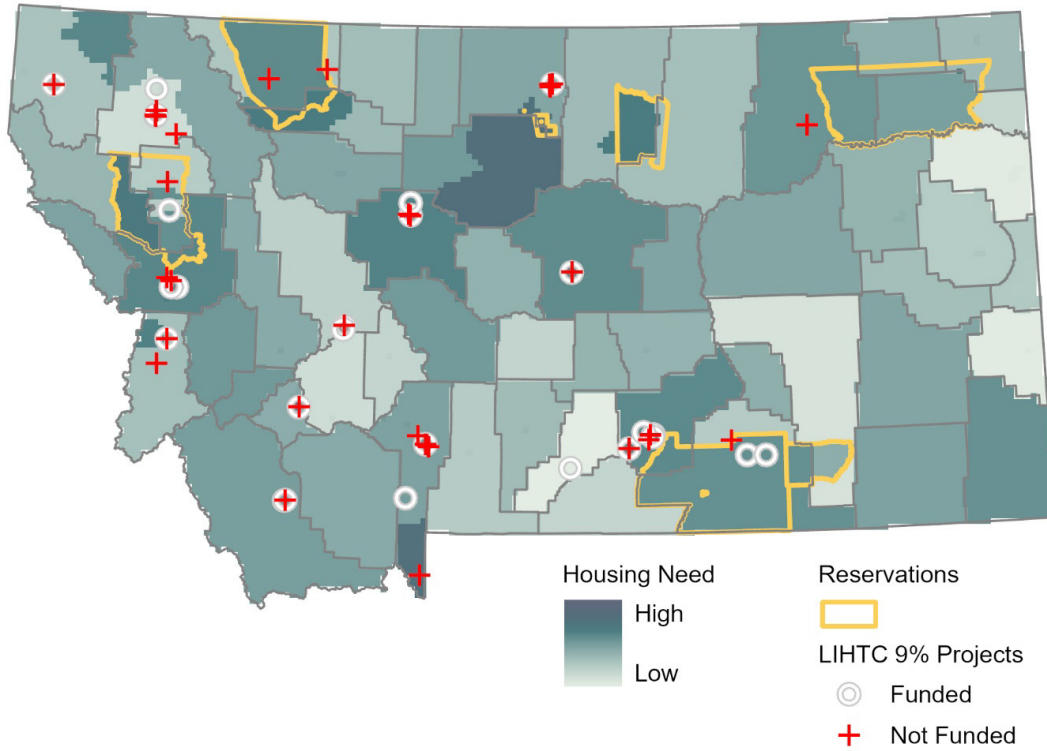 Housing Need
High
Low
Reservations
LIHTC 9% Projects
Funded
Not Funded